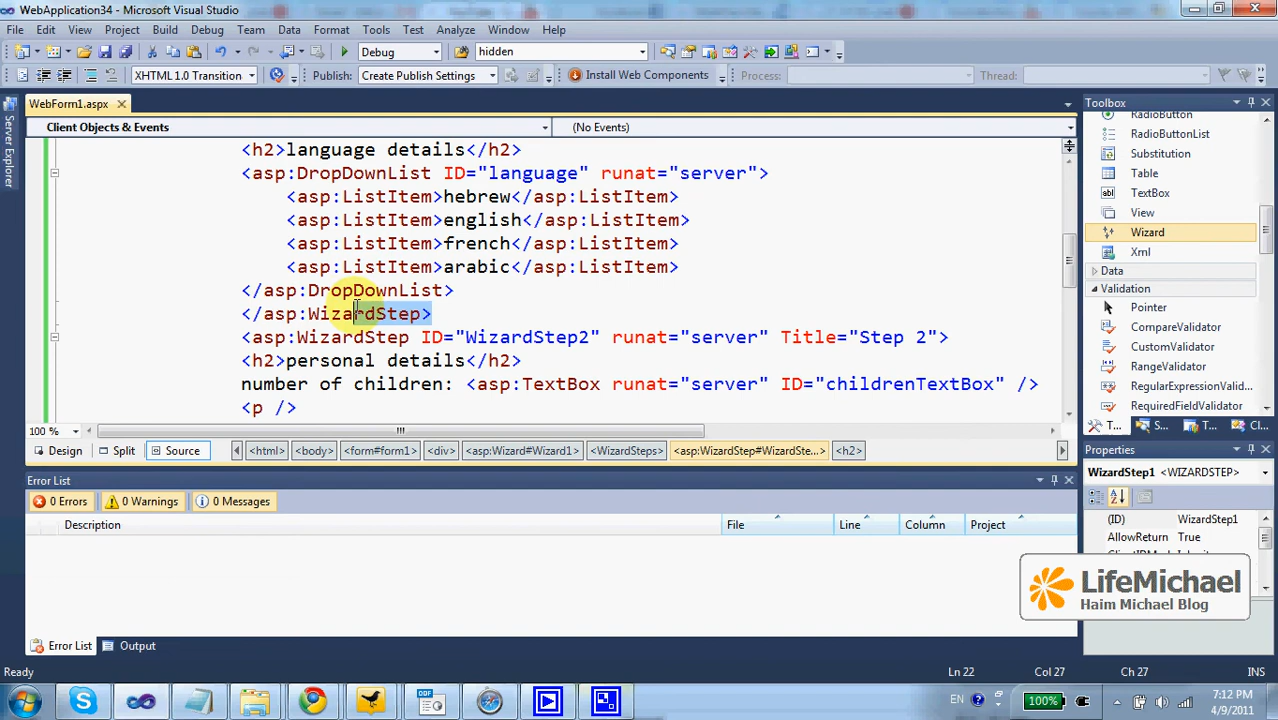 WebApplication34 - Microsoft Visual Studio
File Edit View Project Build Debug Team Data Format Tools Test Analyze Window Help
Debug hidden
XHTML 1.0 Transition Publish: Create Publish Settings Install Web Components Process: Thread:
WebForm1.aspx
Client Objects & Events (No Events)
Server Explorer
<h2>language details</h2>
<asp:DropDownList ID="language" runat="server">
<asp:ListItem>hebrew</asp:ListItem>
<asp:ListItem>english</asp:ListItem>
<asp:ListItem>french</asp:ListItem>
<asp:ListItem>arabic</asp:ListItem>
</asp:DropDownList>
</asp:WizardStep>
<asp:WizardStep ID="WizardStep2" runat="server" Title="Step 2">
<h2>personal details</h2>
number of children: <asp:TextBox runat="server" ID="childrenTextBox" />
<p />
100 %
Design Split Source <html> <body> <form#form1> <div> <asp:Wizard#Wizard1> <WizardSteps> <asp:WizardStep#WizardSte...> <h2>
Toolbox
RadioButton
RadioButtonList
Substitution
Table
TextBox
View
Wizard
Xml
Data
Validation
Pointer
CompareValidator
CustomValidator
RangeValidator
RegularExpressionValid...
RequiredFieldValidator
T... S... T... Cl...
Properties
WizardStep1 <WIZARDSTEP>
(ID) WizardStep1
AllowReturn True
Error List
0 Errors 0 Warnings 0 Messages
Description File Line Column Project
LifeMichael
Haim Michael Blog
Error List Output
Ready Ln 22 Col 27 Ch 27 INS
EN 100% 7:12 PM
4/9/2011